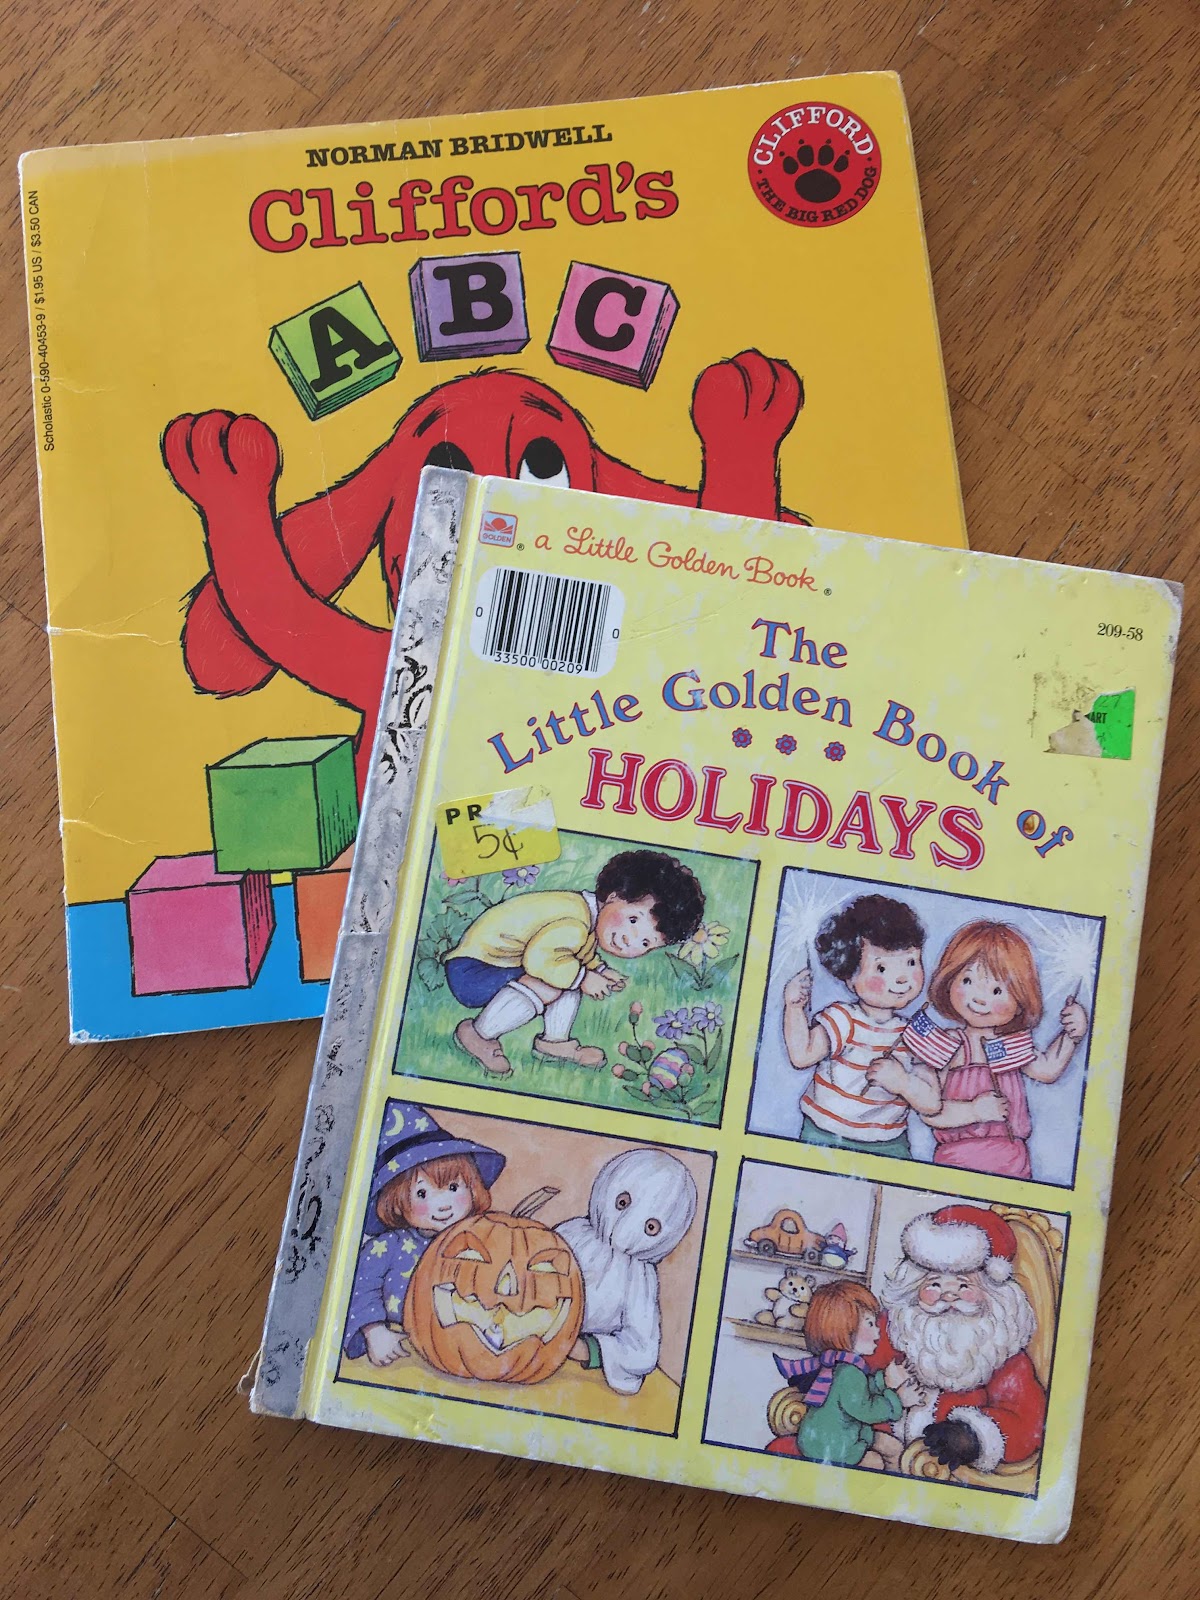 NORMAN BRIDWELL
Clifford's
A B C
CLIFFORD
THE BIG RED DOG
Scholastic 0-590-40453-9 / $1.95 US / $3.50 CAN
GOLDEN
a Little Golden Book
0 33500 00209 0
209-58
The
Little Golden Book of
HOLIDAYS
5¢